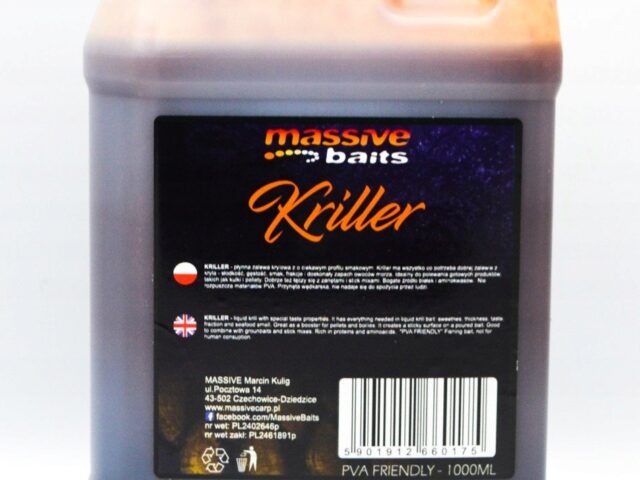 massive
baits
Kriller
KRILLER - płynna zalewa krylowa z o ciekawym profilu smakowym. Kriller ma wszystko co potrzeba dobrej zalewie z
kryla - słodkość, gęstość, smak, frakcje i doskonały zapach owoców morza. Idealny do polewania gotowych produktów,
takich jak kulki i pellety. Dobrze też łączy się z zanętami i stick mixami. Bogate źródło białek i aminokwasów. Nie
rozpuszcza materiałów PVA. Przynęta wędkarska, nie nadaje się do spożycia przed ludzi.
KRILLER - liquid krill with special taste properties. It has everything needed in liquid krill bait: sweetnes, thickness, taste,
fraction and seafood smell. Great as a booster for pellets and boilies. It creates a sticky surface on a poured bait. Good
to combine with grounbaits and stick mixes. Rich in proteins and aminoacids. "PVA FRIENDLY" Fishing bait, not for
human consuption.
MASSIVE Marcin Kulig
ul.Pocztowa 14
43-502 Czechowice-Dziedzice
www.massivecarp.pl
facebook.com/MassiveBaits
nr wet: PL2402646p
nr wet zakł: PL2461891p
5 901912 660175
PVA FRIENDLY - 1000ML